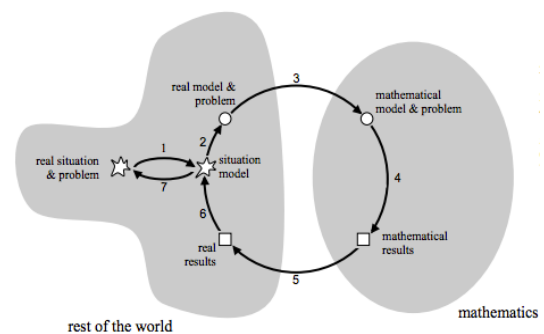 3
real model &
problem
mathematical
model & problem
2
1
real situation
& problem
situation
model
7
4
6
real
results
mathematical
results
5
mathematics
rest of the world